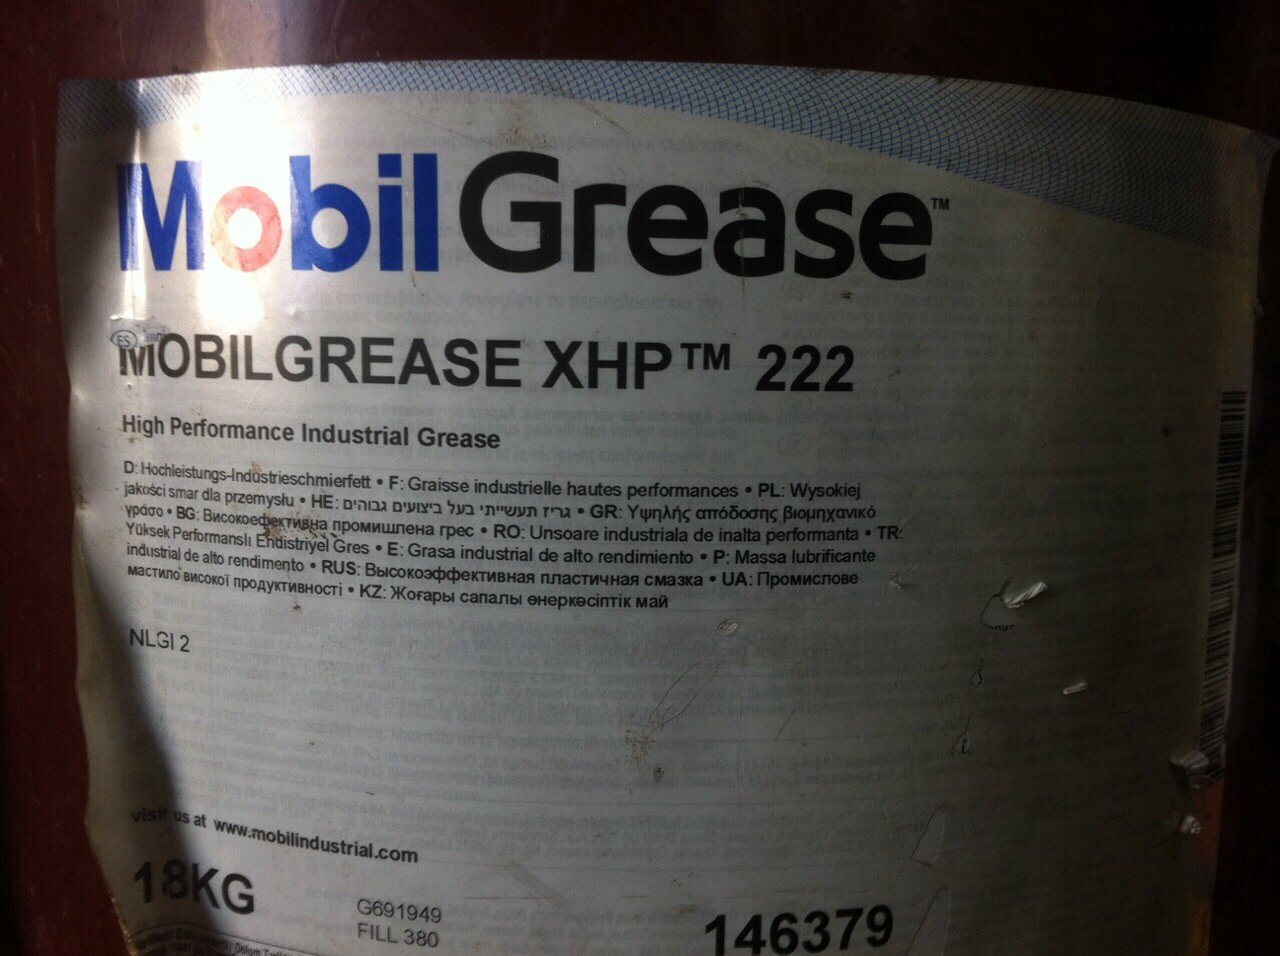 Mobil Grease™
ES
MOBILGREASE XHP™ 222
High Performance Industrial Grease
D: Hochleistungs-Industrieschmierfett • F: Graisse industrielle hautes performances • PL: Wysokiej
jakości smar dla przemysłu • HE: גריז תעשייתי בעל ביצועים גבוהים • GR: Υψηλής απόδοσης βιομηχανικό
γράσο • BG: Високоефективна промишлена грес • RO: Unsoare industriala de inalta performanta • TR:
Yüksek Performanslı Endistriyel Gres • E: Grasa industrial de alto rendimiento • P: Massa lubrificante
industrial de alto rendimento • RUS: Высокоэффективная пластичная смазка • UA: Промислове
мастило високої продуктивності • KZ: Жоғары сапалы өнеркәсіптік май
NLGI 2
visit us at www.mobilindustrial.com
18KG
G691949
FILL 380
146379